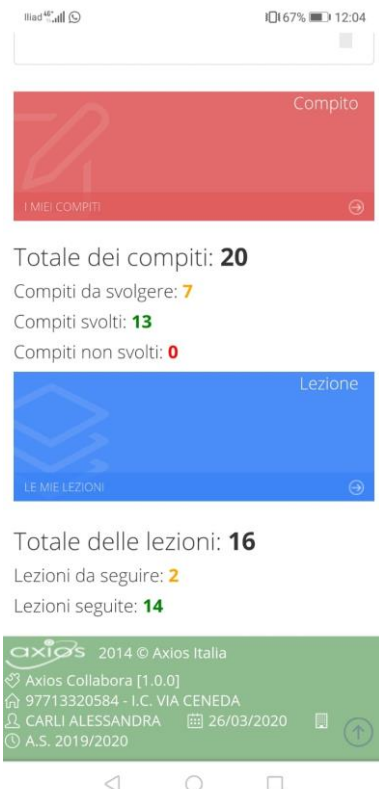 Iliad 4G+ 67% 12:04
Compito
I MIEI COMPITI
Totale dei compiti: 20
Compiti da svolgere: 7
Compiti svolti: 13
Compiti non svolti: 0
Lezione
LE MIE LEZIONI
Totale delle lezioni: 16
Lezioni da seguire: 2
Lezioni seguite: 14
axios 2014 © Axios Italia
Axios Collabora [1.0.0]
97713320584 - I.C. VIA CENEDA
CARLI ALESSANDRA 26/03/2020
A.S. 2019/2020